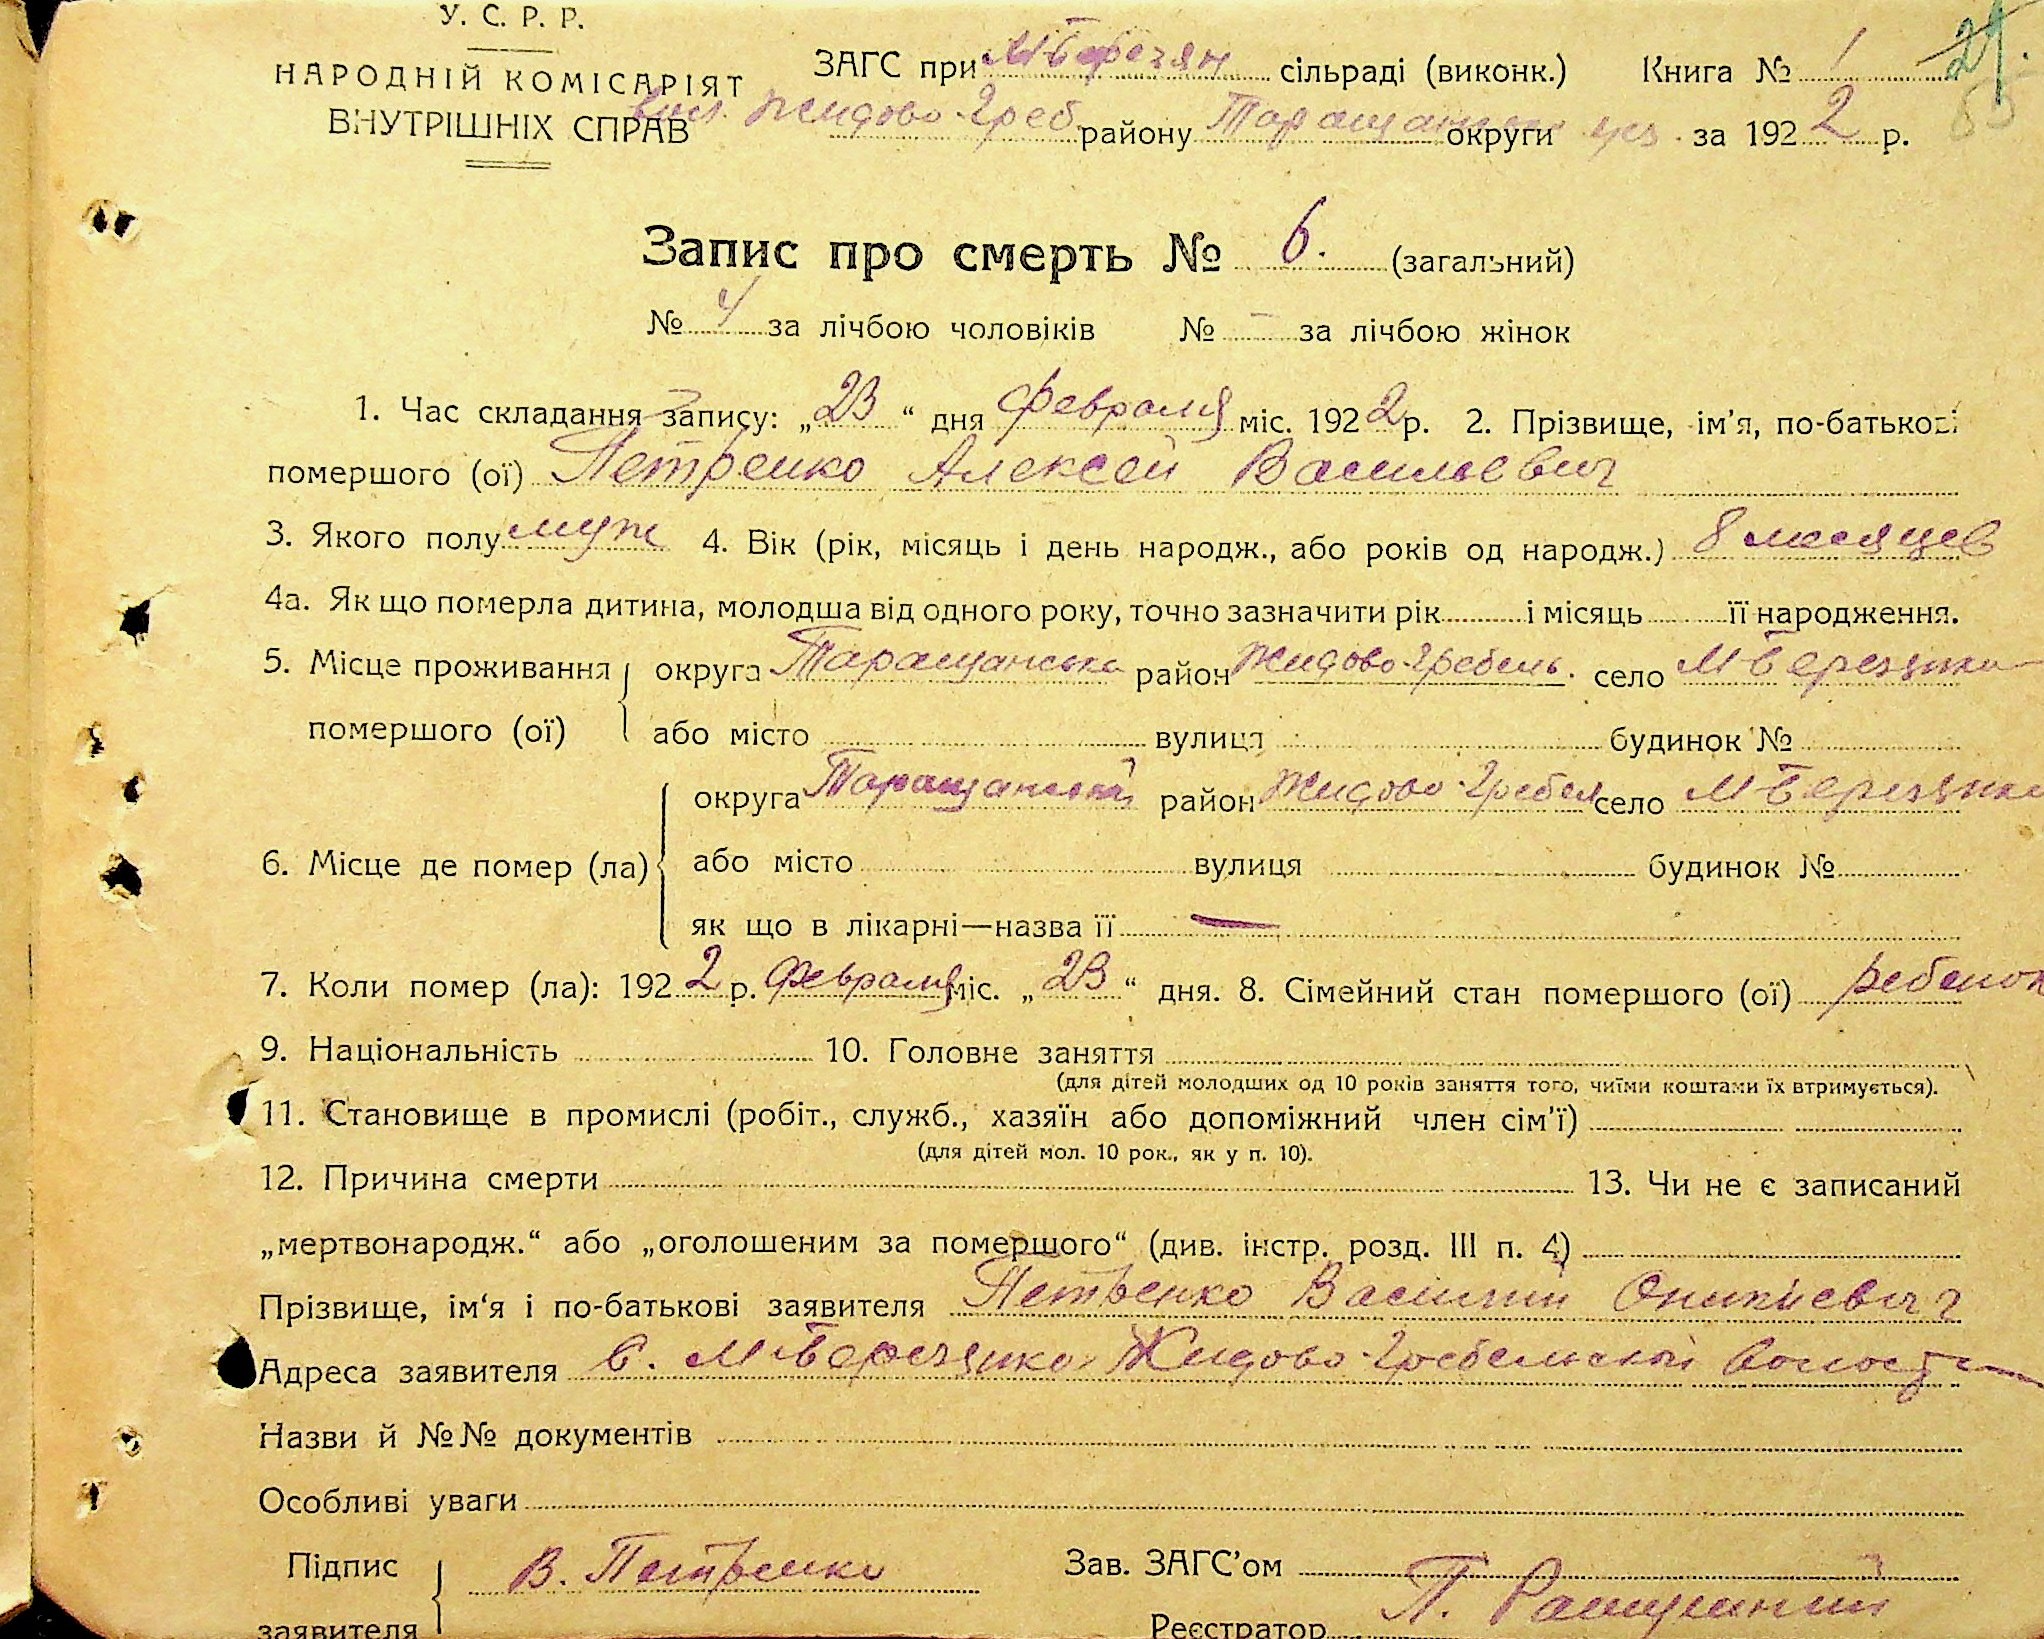 У. С. Р. Р.
НАРОДНІЙ КОМІСАРІЯТ
ВНУТРІШНІХ СПРАВ
ЗАГС при М Березян сільраді (виконк.) Книга № 1 21.
вол. Жидово-Греб. району Таращанск округи уез. за 1922 р.
Запис про смерть № 6. (загальний)
№ 4 за лічбою чоловіків № – за лічбою жінок
1. Час складання запису: „23“ дня Февраля міс. 1922 р. 2. Прізвище, ім'я, по-батькові
помершого (ої) Петренко Алексей Васильевич
3. Якого полу муж 4. Вік (рік, місяць і день народж., або років од народж.) 8 месяцев
4а. Як що померла дитина, молодша від одного року, точно зазначити рік і місяць її народження.
5. Місце проживання округа Таращанська район Жидово-Гребель. село М Березянка
помершого (ої) або місто вулиця будинок №
округа Таращанский район Жидово-Гребел село М Березянка
6. Місце де помер (ла) або місто вулиця будинок №
як що в лікарні—назва її —
7. Коли помер (ла): 1922 р. Февраля міс. „23“ дня. 8. Сімейний стан помершого (ої) ребенок
9. Національність 10. Головне заняття
(для дітей молодших од 10 років заняття того, чиїми коштами їх втримується).
11. Становище в промислі (робіт., служб., хазяїн або допоміжний член сім'ї)
(для дітей мол. 10 рок., як у п. 10).
12. Причина смерти 13. Чи не є записаний
„мертвонародж.“ або „оголошеним за помершого“ (див. інстр. розд. III п. 4)
Прізвище, ім'я і по-батькові заявителя Петренко Василий Оникиевич
Адреса заявителя с. М-Березянка Жидово-Гребельской волости
Назви й №№ документів
Особливі уваги
Підпис В. Петренко Зав. ЗАГС'ом
заявителя Реєстратор П.